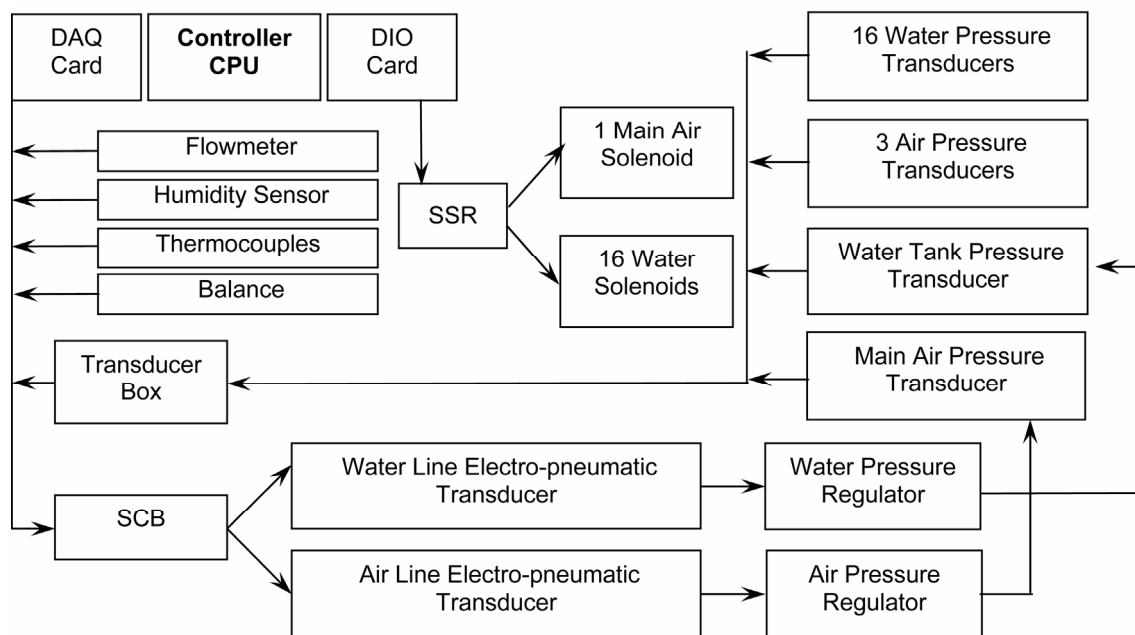 DAQ
Card
Controller
CPU
DIO
Card
16 Water Pressure
Transducers
Flowmeter
Humidity Sensor
Thermocouples
Balance
SSR
1 Main Air
Solenoid
16 Water
Solenoids
3 Air Pressure
Transducers
Water Tank Pressure
Transducer
Main Air Pressure
Transducer
Transducer
Box
SCB
Water Line Electro-pneumatic
Transducer
Water Pressure
Regulator
Air Line Electro-pneumatic
Transducer
Air Pressure
Regulator